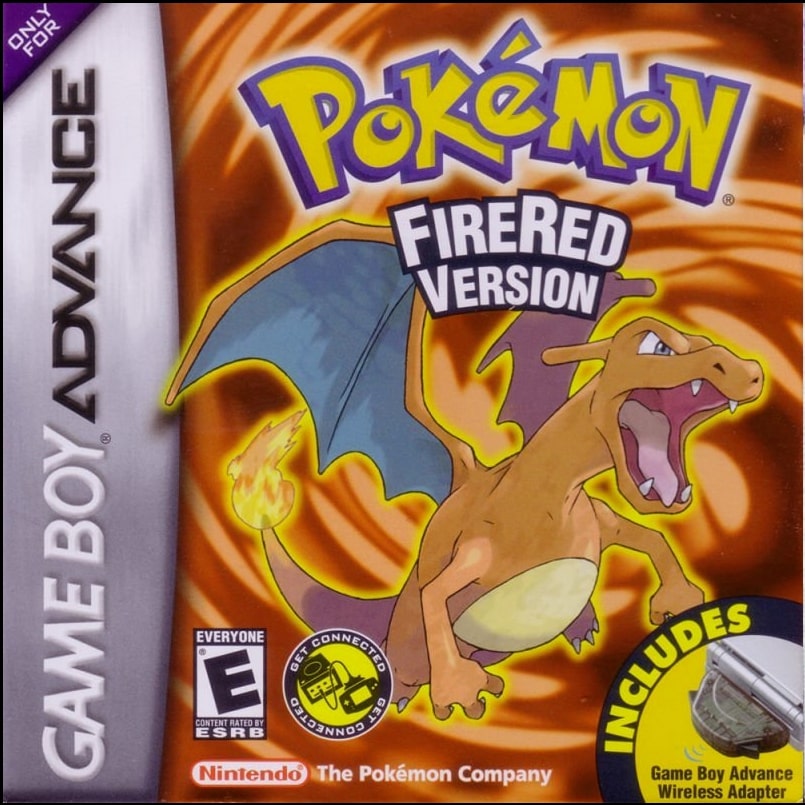 ONLY
FOR
GAME BOY ADVANCE®
POKéMON®
FIRERED
VERSION
EVERYONE
E®
CONTENT RATED BY
ESRB
GET CONNECTED
GET CONNECTED
Nintendo® The Pokémon Company
INCLUDES
Game Boy Advance
Wireless Adapter